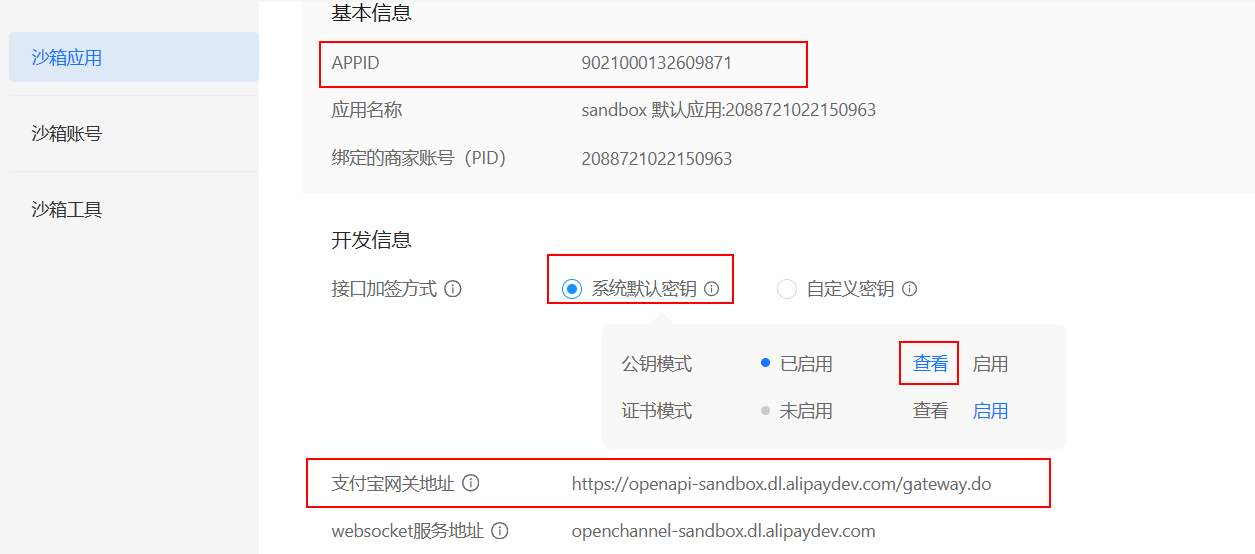 基本信息
沙箱应用
APPID 9021000132609871
应用名称 sandbox 默认应用:2088721022150963
沙箱账号
绑定的商家账号（PID） 2088721022150963
沙箱工具
开发信息
接口加签方式 系统默认密钥 自定义密钥
公钥模式 已启用 查看 启用
证书模式 未启用 查看 启用
支付宝网关地址 https://openapi-sandbox.dl.alipaydev.com/gateway.do
websocket服务地址 openchannel-sandbox.dl.alipaydev.com